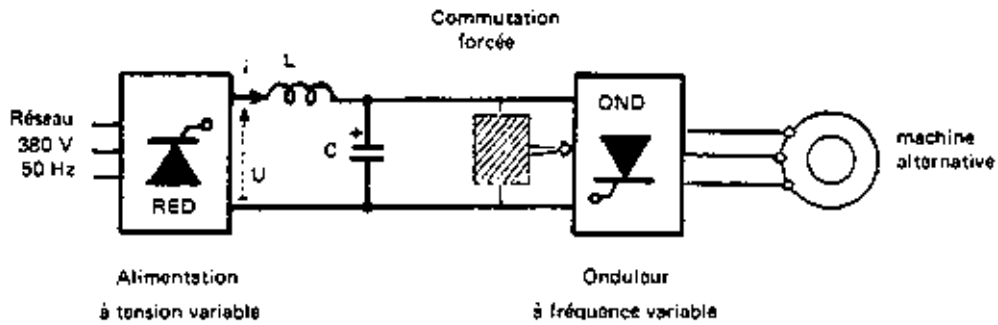 Commutation
forcée
i
L
Réseau
380 V
50 Hz
RED
U
+
C
OND
machine
alternative
Alimentation
à tension variable
Onduleur
à fréquence variable